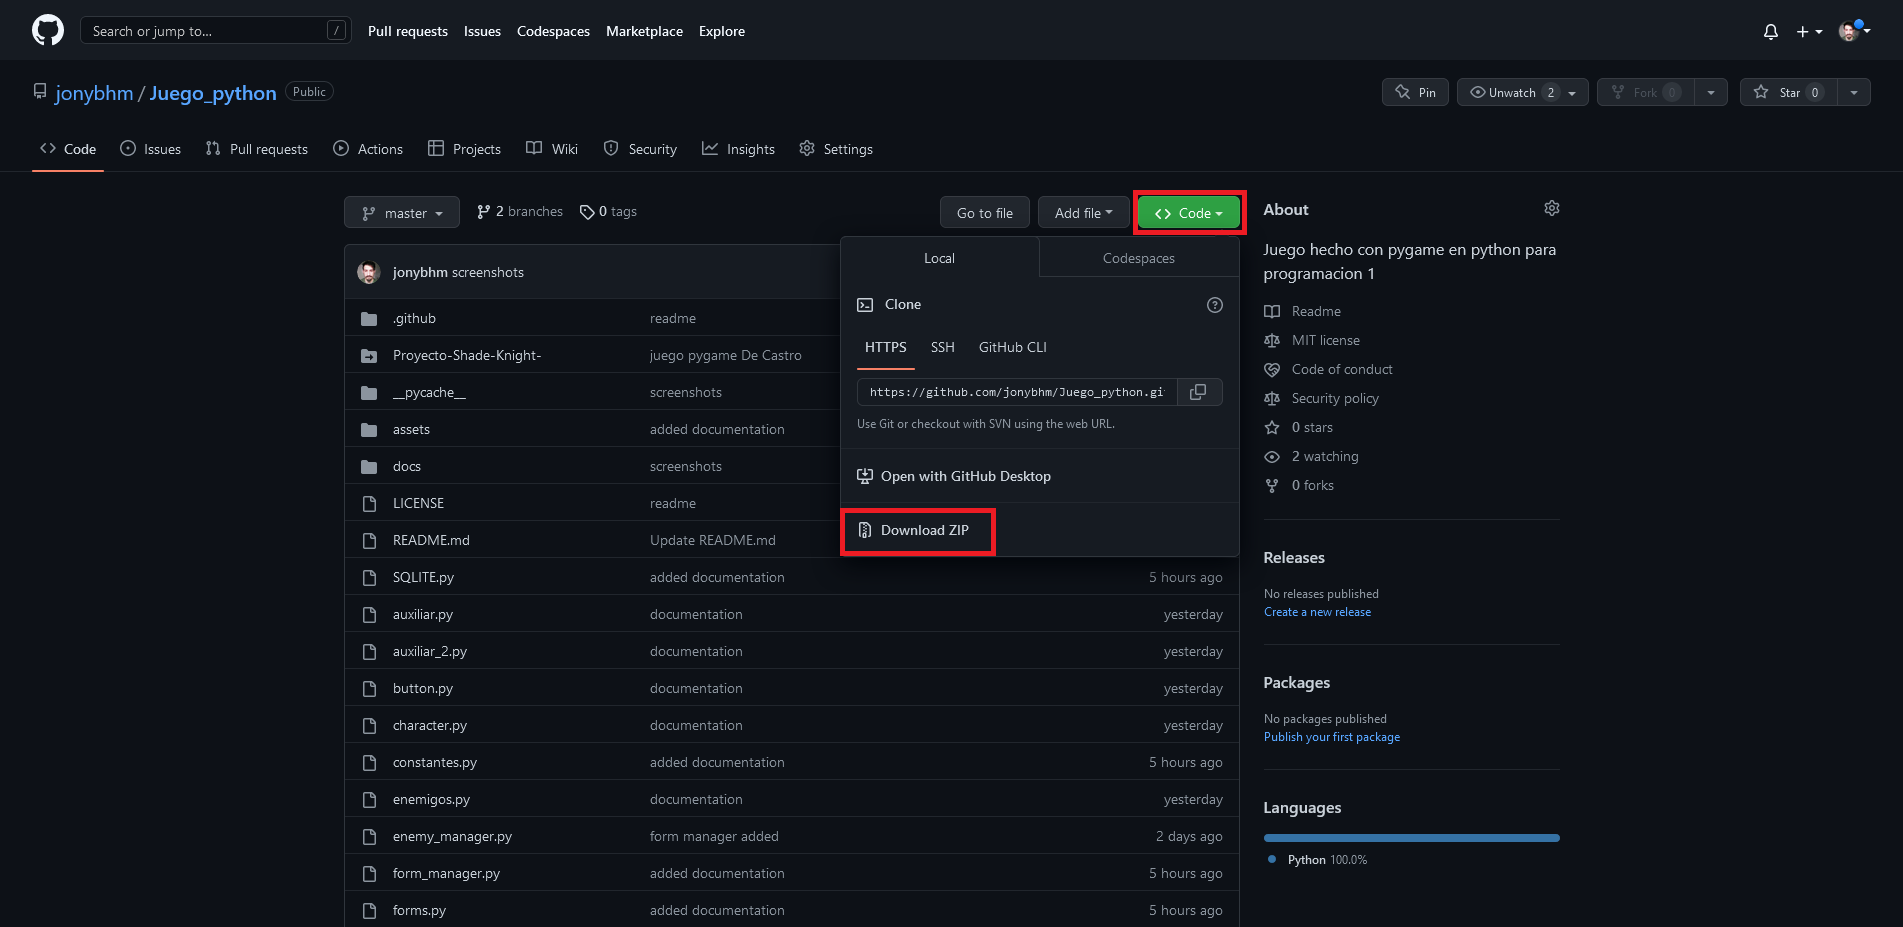 Search or jump to... /
Pull requests Issues Codespaces Marketplace Explore
jonybhm / Juego_python Public
Pin Unwatch 2 Fork 0 Star 0
Code Issues Pull requests Actions Projects Wiki Security Insights Settings
master 2 branches 0 tags Go to file Add file Code
jonybhm screenshots
.github readme
Proyecto-Shade-Knight- juego pygame De Castro
__pycache__ screenshots
assets added documentation
docs screenshots
LICENSE readme
README.md Update README.md
SQLITE.py added documentation 5 hours ago
auxiliar.py documentation yesterday
auxiliar_2.py documentation yesterday
button.py documentation yesterday
character.py documentation yesterday
constantes.py added documentation 5 hours ago
enemigos.py documentation yesterday
enemy_manager.py form manager added 2 days ago
form_manager.py added documentation 5 hours ago
forms.py added documentation 5 hours ago
Local Codespaces
Clone
HTTPS SSH GitHub CLI
https://github.com/jonybhm/Juego_python.gi
Use Git or checkout with SVN using the web URL.
Open with GitHub Desktop
Download ZIP
About
Juego hecho con pygame en python para
programacion 1
Readme
MIT license
Code of conduct
Security policy
0 stars
2 watching
0 forks
Releases
No releases published
Create a new release
Packages
No packages published
Publish your first package
Languages
Python 100.0%